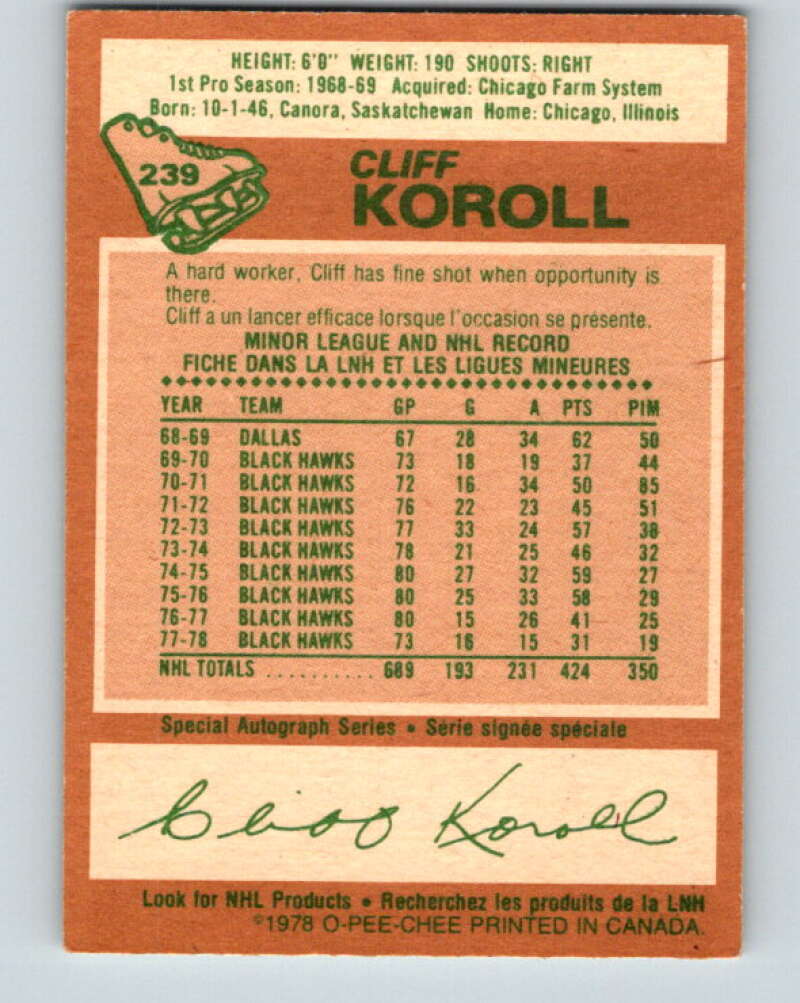 HEIGHT: 6'0" WEIGHT: 190 SHOOTS: RIGHT
1st Pro Season: 1968-69 Acquired: Chicago Farm System
Born: 10-1-46, Canora, Saskatchewan Home: Chicago, Illinois
239
CLIFF
KOROLL
A hard worker, Cliff has fine shot when opportunity is
there.
Cliff a un lancer efficace lorsque l'occasion se présente.
MINOR LEAGUE AND NHL RECORD
FICHE DANS LA LNH ET LES LIGUES MINEURES
YEAR TEAM GP G A PTS PIM
68-69 DALLAS 67 28 34 62 50
69-70 BLACK HAWKS 73 18 19 37 44
70-71 BLACK HAWKS 72 16 34 50 85
71-72 BLACK HAWKS 76 22 23 45 51
72-73 BLACK HAWKS 77 33 24 57 38
73-74 BLACK HAWKS 78 21 25 46 32
74-75 BLACK HAWKS 80 27 32 59 27
75-76 BLACK HAWKS 80 25 33 58 29
76-77 BLACK HAWKS 80 15 26 41 25
77-78 BLACK HAWKS 73 16 15 31 19
NHL TOTALS .......... 689 193 231 424 350
Special Autograph Series • Série signée spéciale
Cliff Koroll
Look for NHL Products • Recherchez les produits de la LNH
©1978 O-PEE-CHEE PRINTED IN CANADA.